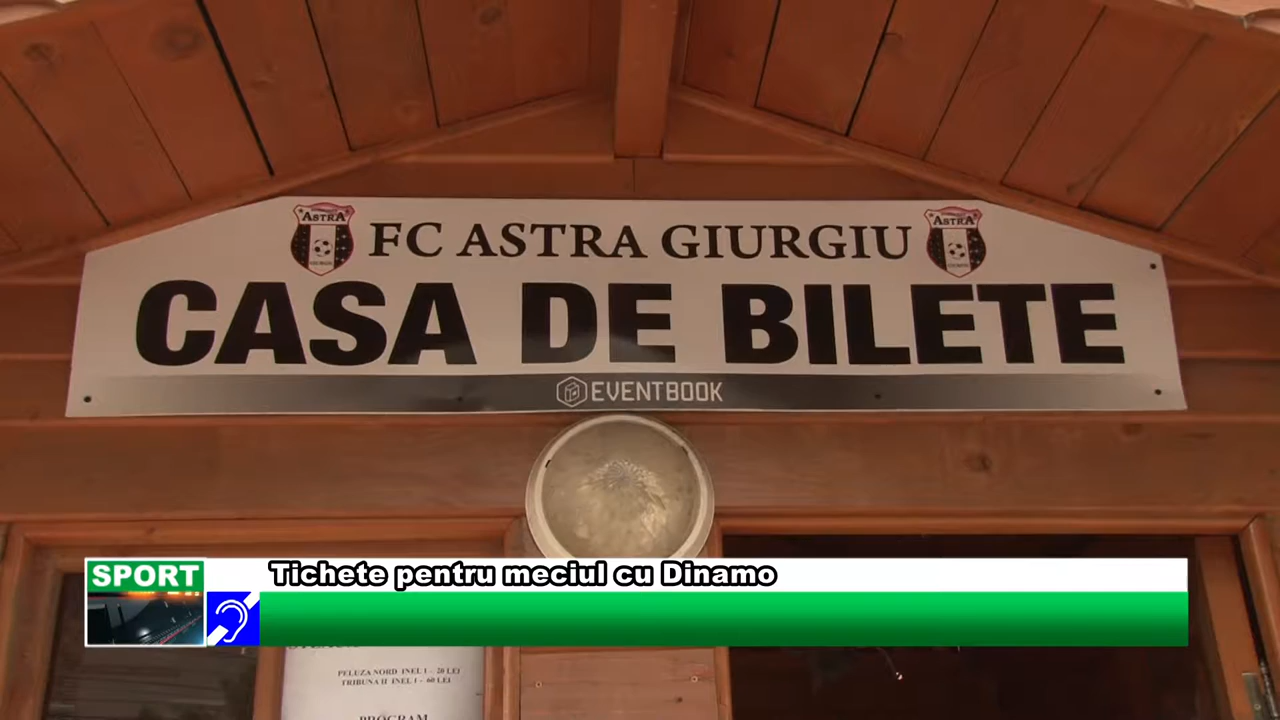 FC ASTRA GIURGIU
ASTRA
ASTRA
CASA DE BILETE
EVENTBOOK
SPORT
Tichete pentru meciul cu Dinamo
PELUZA NORD INEL I - 20 LEI
TRIBUNA II INEL I - 60 LEI
PROGRAM